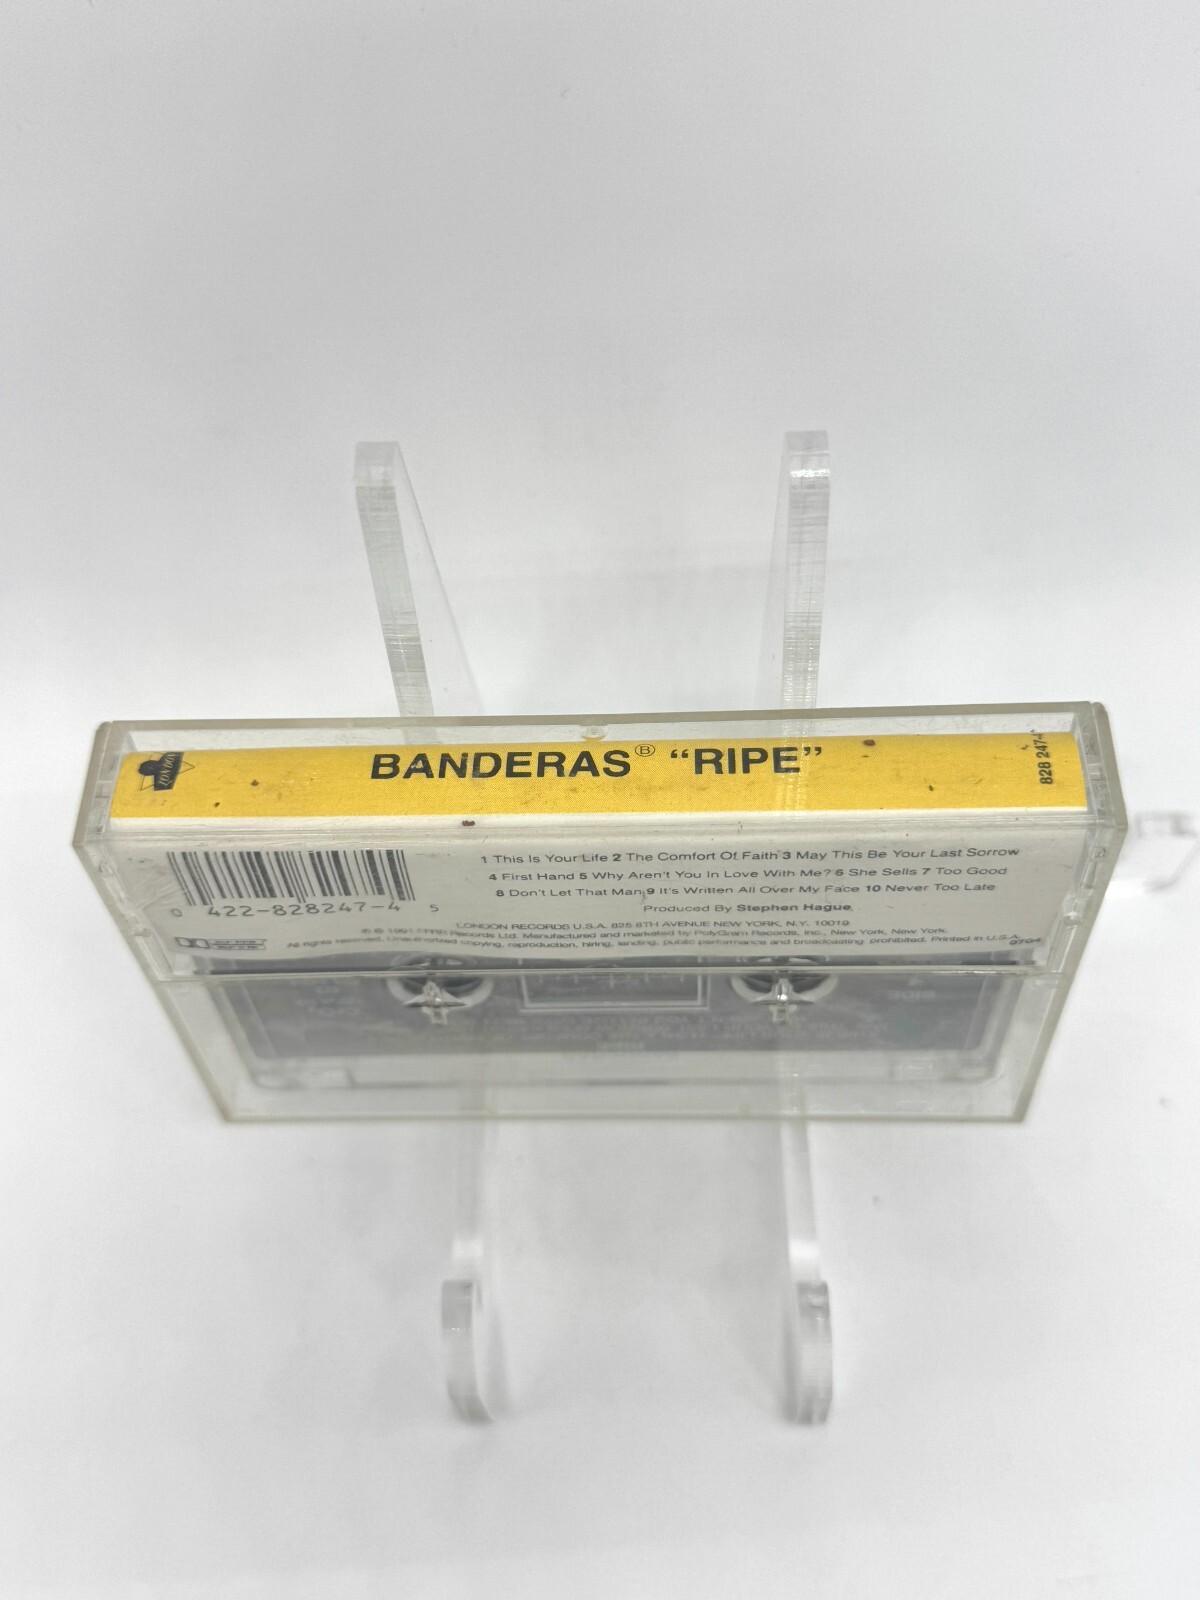 LONDON
BANDERAS® "RIPE"
828 247-4
1 This Is Your Life 2 The Comfort Of Faith 3 May This Be Your Last Sorrow
4 First Hand 5 Why Aren't You In Love With Me? 6 She Sells 7 Too Good
8 Don't Let That Man 9 It's Written All Over My Face 10 Never Too Late
Produced By Stephen Hague
0 422-828247-4 5
LONDON RECORDS U.S.A. 825 8TH AVENUE NEW YORK, N.Y. 10019
℗ © 1991 FFRR Records Ltd. Manufactured and marketed by PolyGram Records, Inc., New York, New York.
All rights reserved. Unauthorized copying, reproduction, hiring, lending, public performance and broadcasting prohibited. Printed in U.S.A.
9704
SIDE